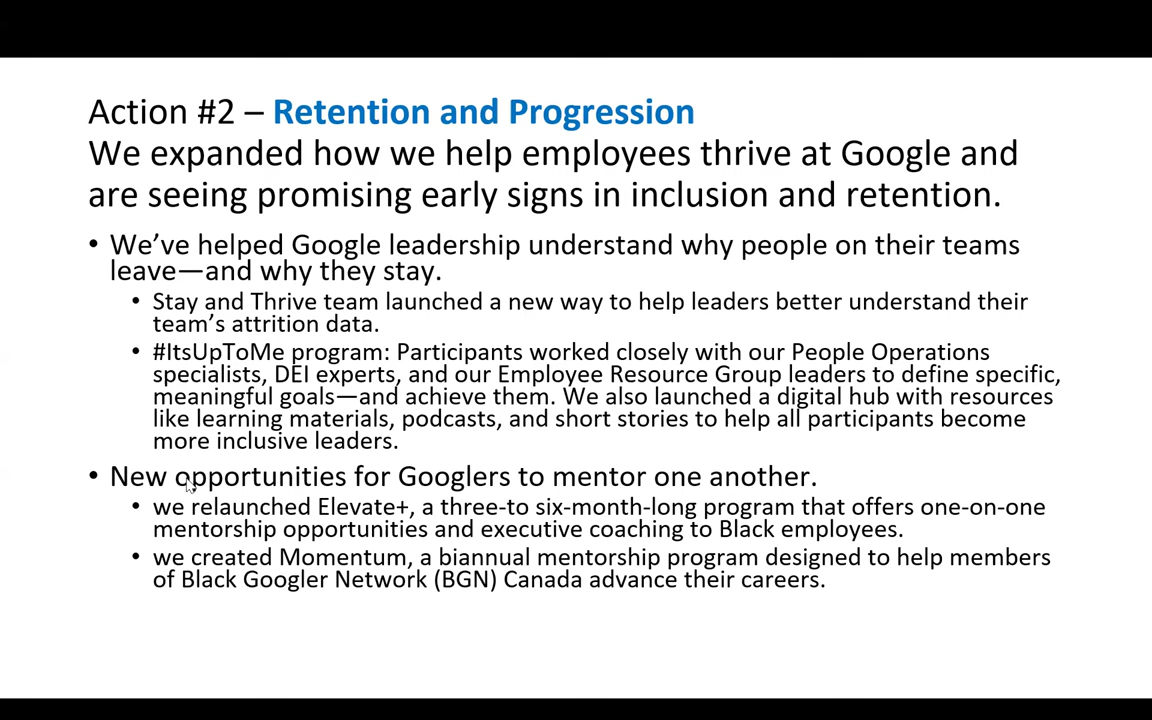 Action #2 – Retention and Progression
We expanded how we help employees thrive at Google and
are seeing promising early signs in inclusion and retention.
• We’ve helped Google leadership understand why people on their teams
leave—and why they stay.
• Stay and Thrive team launched a new way to help leaders better understand their
team’s attrition data.
• #ItsUpToMe program: Participants worked closely with our People Operations
specialists, DEI experts, and our Employee Resource Group leaders to define specific,
meaningful goals—and achieve them. We also launched a digital hub with resources
like learning materials, podcasts, and short stories to help all participants become
more inclusive leaders.
• New opportunities for Googlers to mentor one another.
• we relaunched Elevate+, a three-to six-month-long program that offers one-on-one
mentorship opportunities and executive coaching to Black employees.
• we created Momentum, a biannual mentorship program designed to help members
of Black Googler Network (BGN) Canada advance their careers.